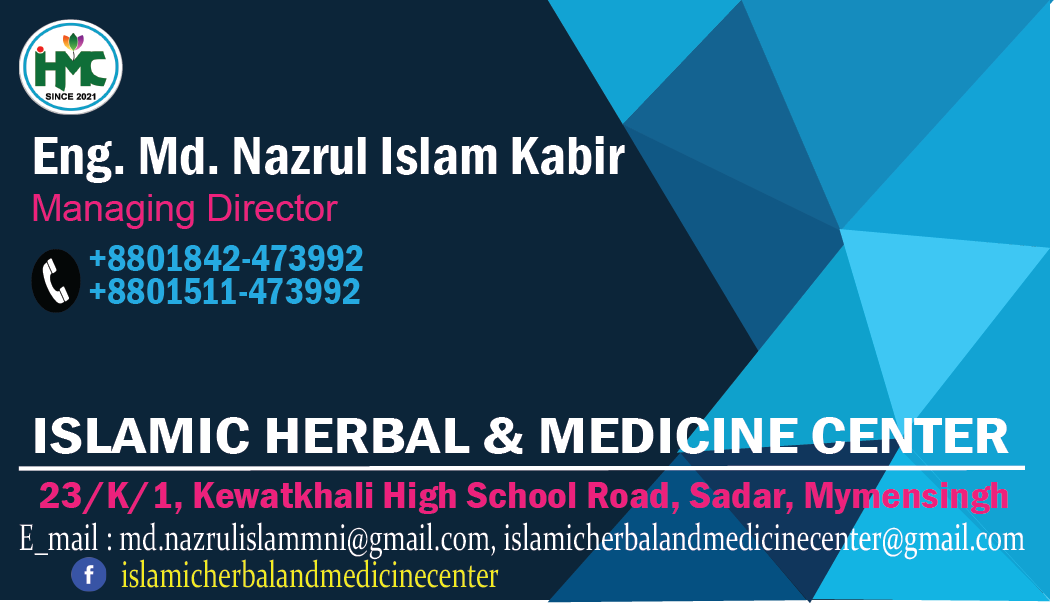 iHMC
SINCE 2021
Eng. Md. Nazrul Islam Kabir
Managing Director
+8801842-473992
+8801511-473992
ISLAMIC HERBAL & MEDICINE CENTER
23/K/1, Kewatkhali High School Road, Sadar, Mymensingh
E_mail : md.nazrulislammni@gmail.com, islamicherbalandmedicinecenter@gmail.com
f islamicherbalandmedicinecenter